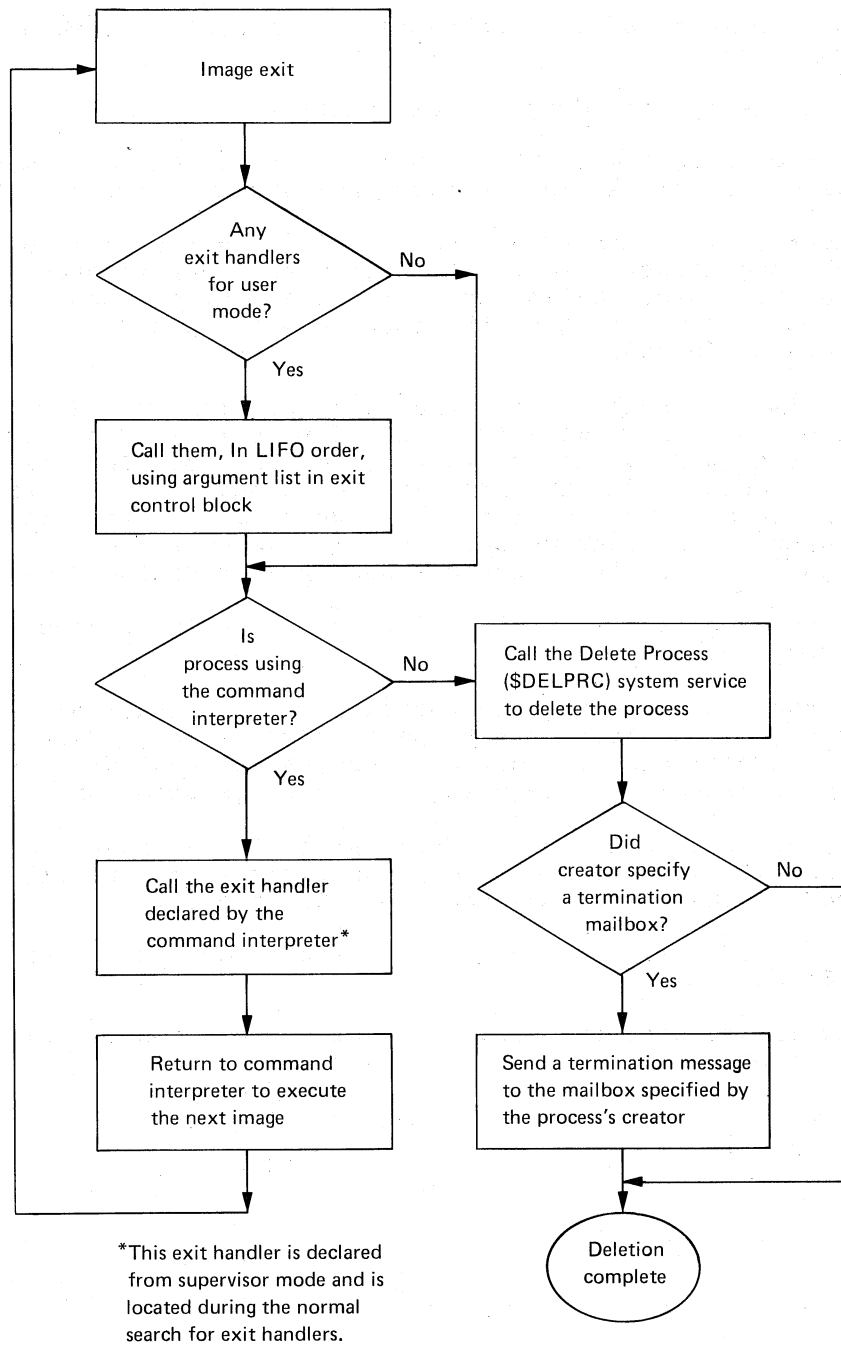 Image exit
Any
exit handlers
for user
mode?
No
Yes
Call them, In LIFO order,
using argument list in exit
control block
Is
process using
the command
interpreter?
No
Yes
Call the Delete Process
($DELPRC) system service
to delete the process
Did
creator specify
a termination
mailbox?
No
Yes
Call the exit handler
declared by the
command interpreter*
Return to command
interpreter to execute
the next image
Send a termination message
to the mailbox specified by
the process's creator
Deletion
complete
*This exit handler is declared
from supervisor mode and is
located during the normal
search for exit handlers.